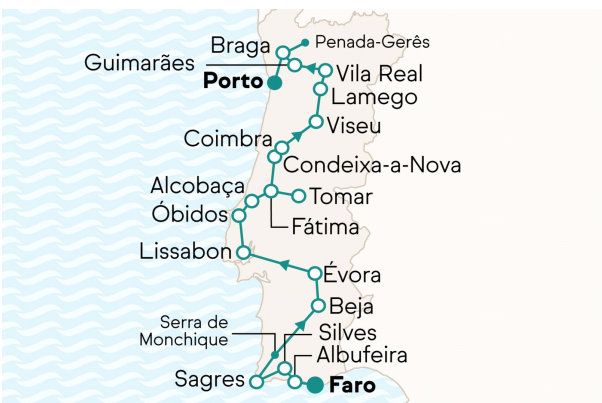 Braga
Penada-Gerês
Guimarães
Porto
Vila Real
Lamego
Viseu
Coimbra
Condeixa-a-Nova
Alcobaça
Tomar
Óbidos
Fátima
Lissabon
Évora
Beja
Serra de
Monchique
Silves
Albufeira
Sagres
Faro